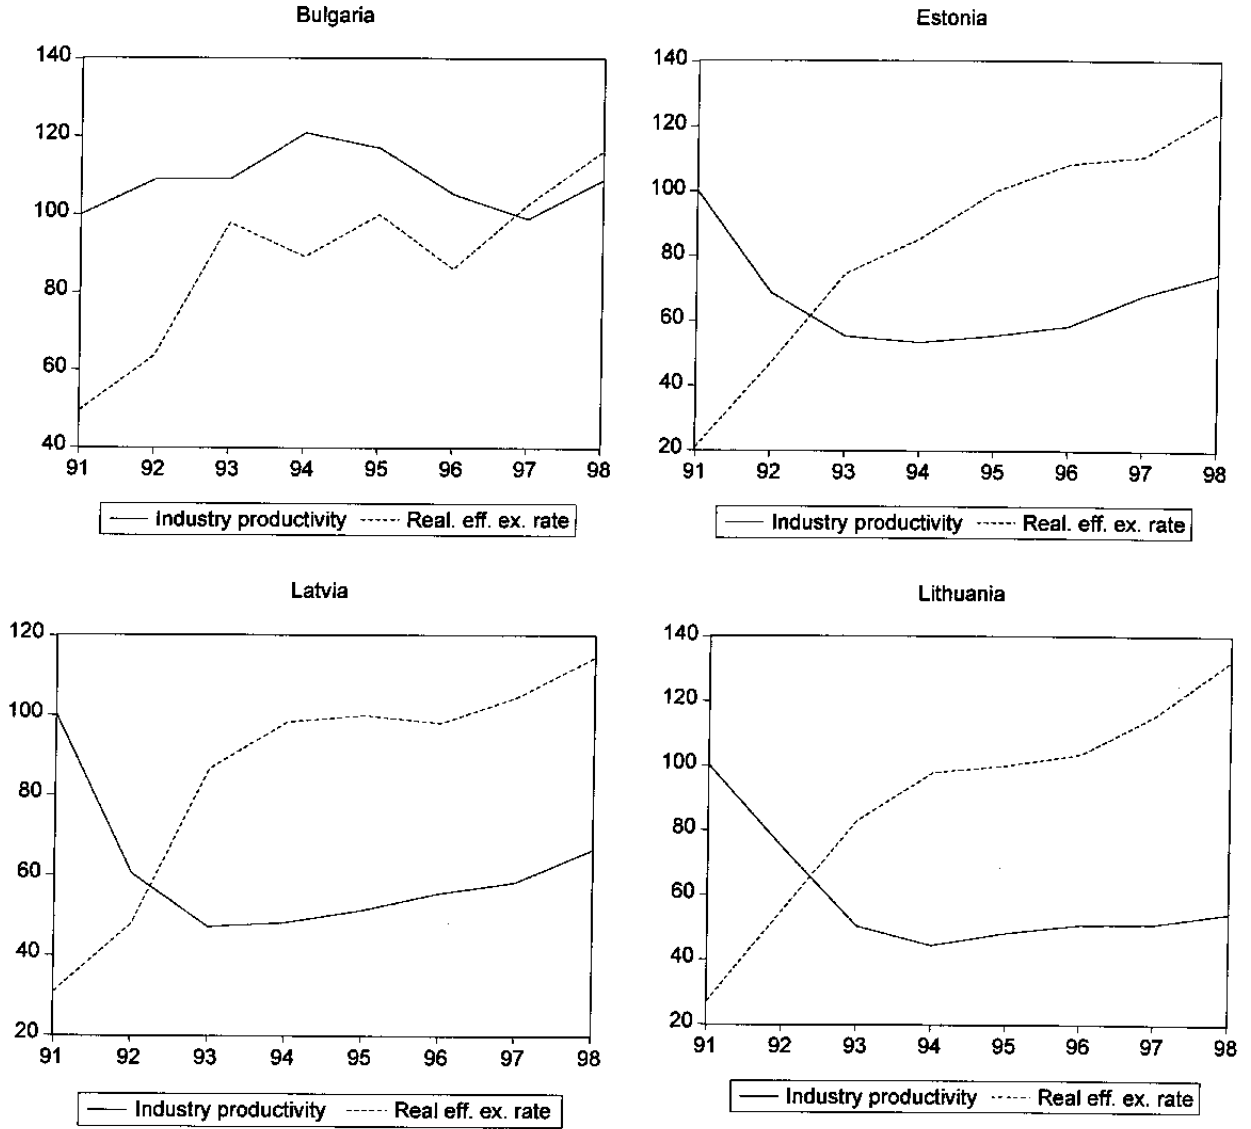 Bulgaria
140
120
100
80
60
40
91 92 93 94 95 96 97 98
Industry productivity Real. eff. ex. rate
Estonia
140
120
100
80
60
40
20
91 92 93 94 95 96 97 98
Industry productivity Real. eff. ex. rate
Latvia
120
100
80
60
40
20
91 92 93 94 95 96 97 98
Industry productivity Real eff. ex. rate
Lithuania
140
120
100
80
60
40
20
91 92 93 94 95 96 97 98
Industry productivity Real eff. ex. rate